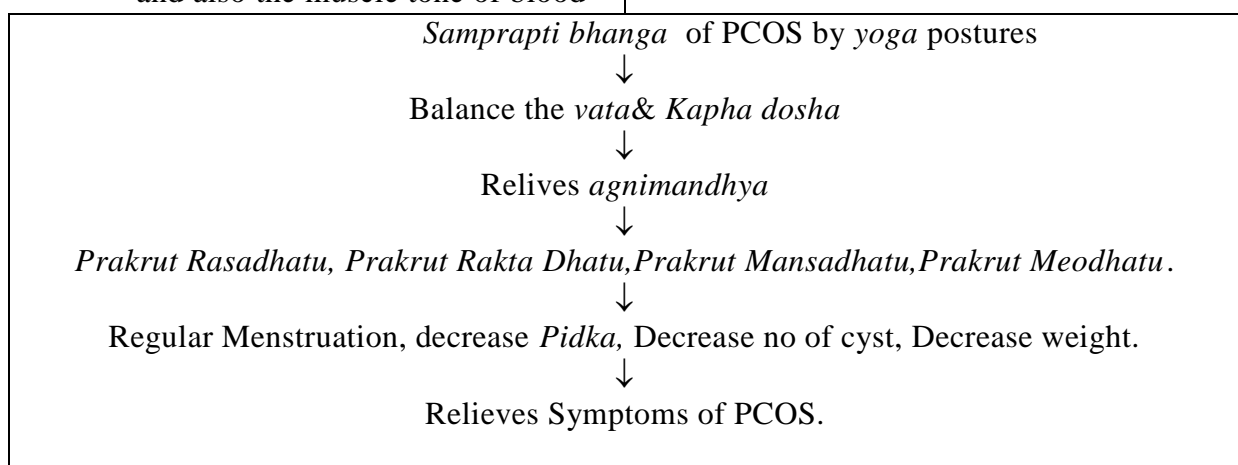 and also the muscle tone of blood
Samprapti bhanga of PCOS by yoga postures
↓
Balance the vata& Kapha dosha
↓
Relives agnimandhya
↓
Prakrut Rasadhatu, Prakrut Rakta Dhatu,Prakrut Mansadhatu,Prakrut Meodhatu.
↓
Regular Menstruation, decrease Pidka, Decrease no of cyst, Decrease weight.
↓
Relieves Symptoms of PCOS.